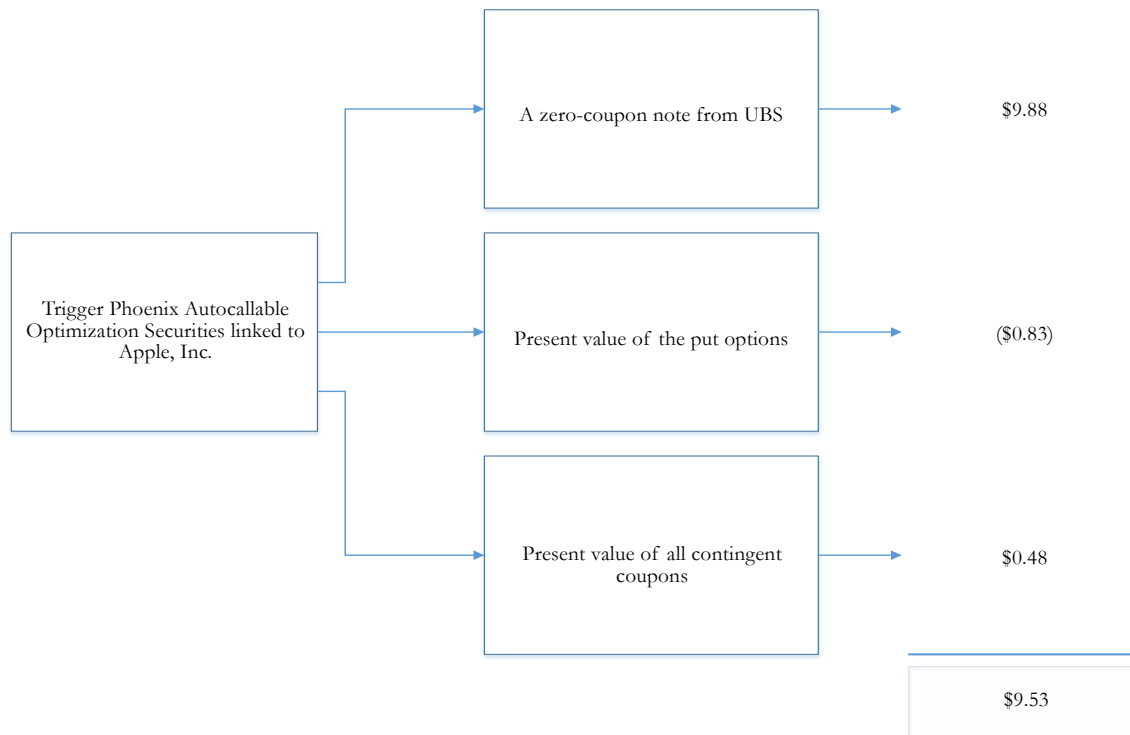 A zero-coupon note from UBS
$9.88
Trigger Phoenix Autocallable
Optimization Securities linked to
Apple, Inc.
Present value of the put options
($0.83)
Present value of all contingent
coupons
$0.48
$9.53